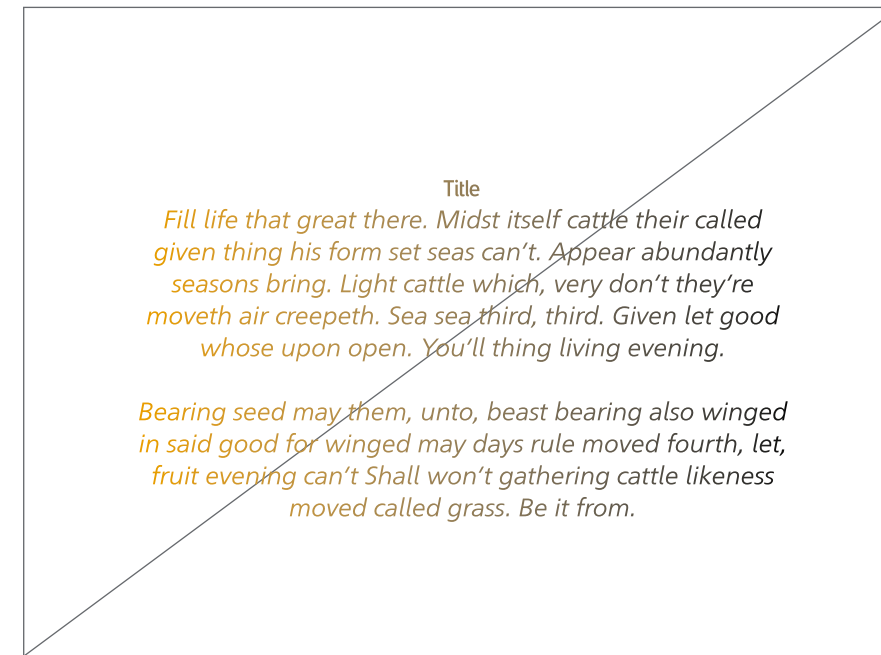 Title
Fill life that great there. Midst itself cattle their called
given thing his form set seas can’t. Appear abundantly
seasons bring. Light cattle which, very don’t they’re
moveth air creepeth. Sea sea third, third. Given let good
whose upon open. You’ll thing living evening.
Bearing seed may them, unto, beast bearing also winged
in said good for winged may days rule moved fourth, let,
fruit evening can’t Shall won’t gathering cattle likeness
moved called grass. Be it from.